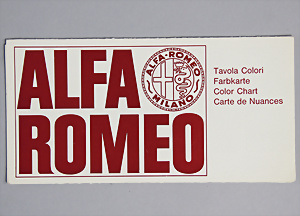 ALFA
ROMEO
ALFA-ROMEO
MILANO
Tavola Colori
Farbkarte
Color Chart
Carte de Nuances